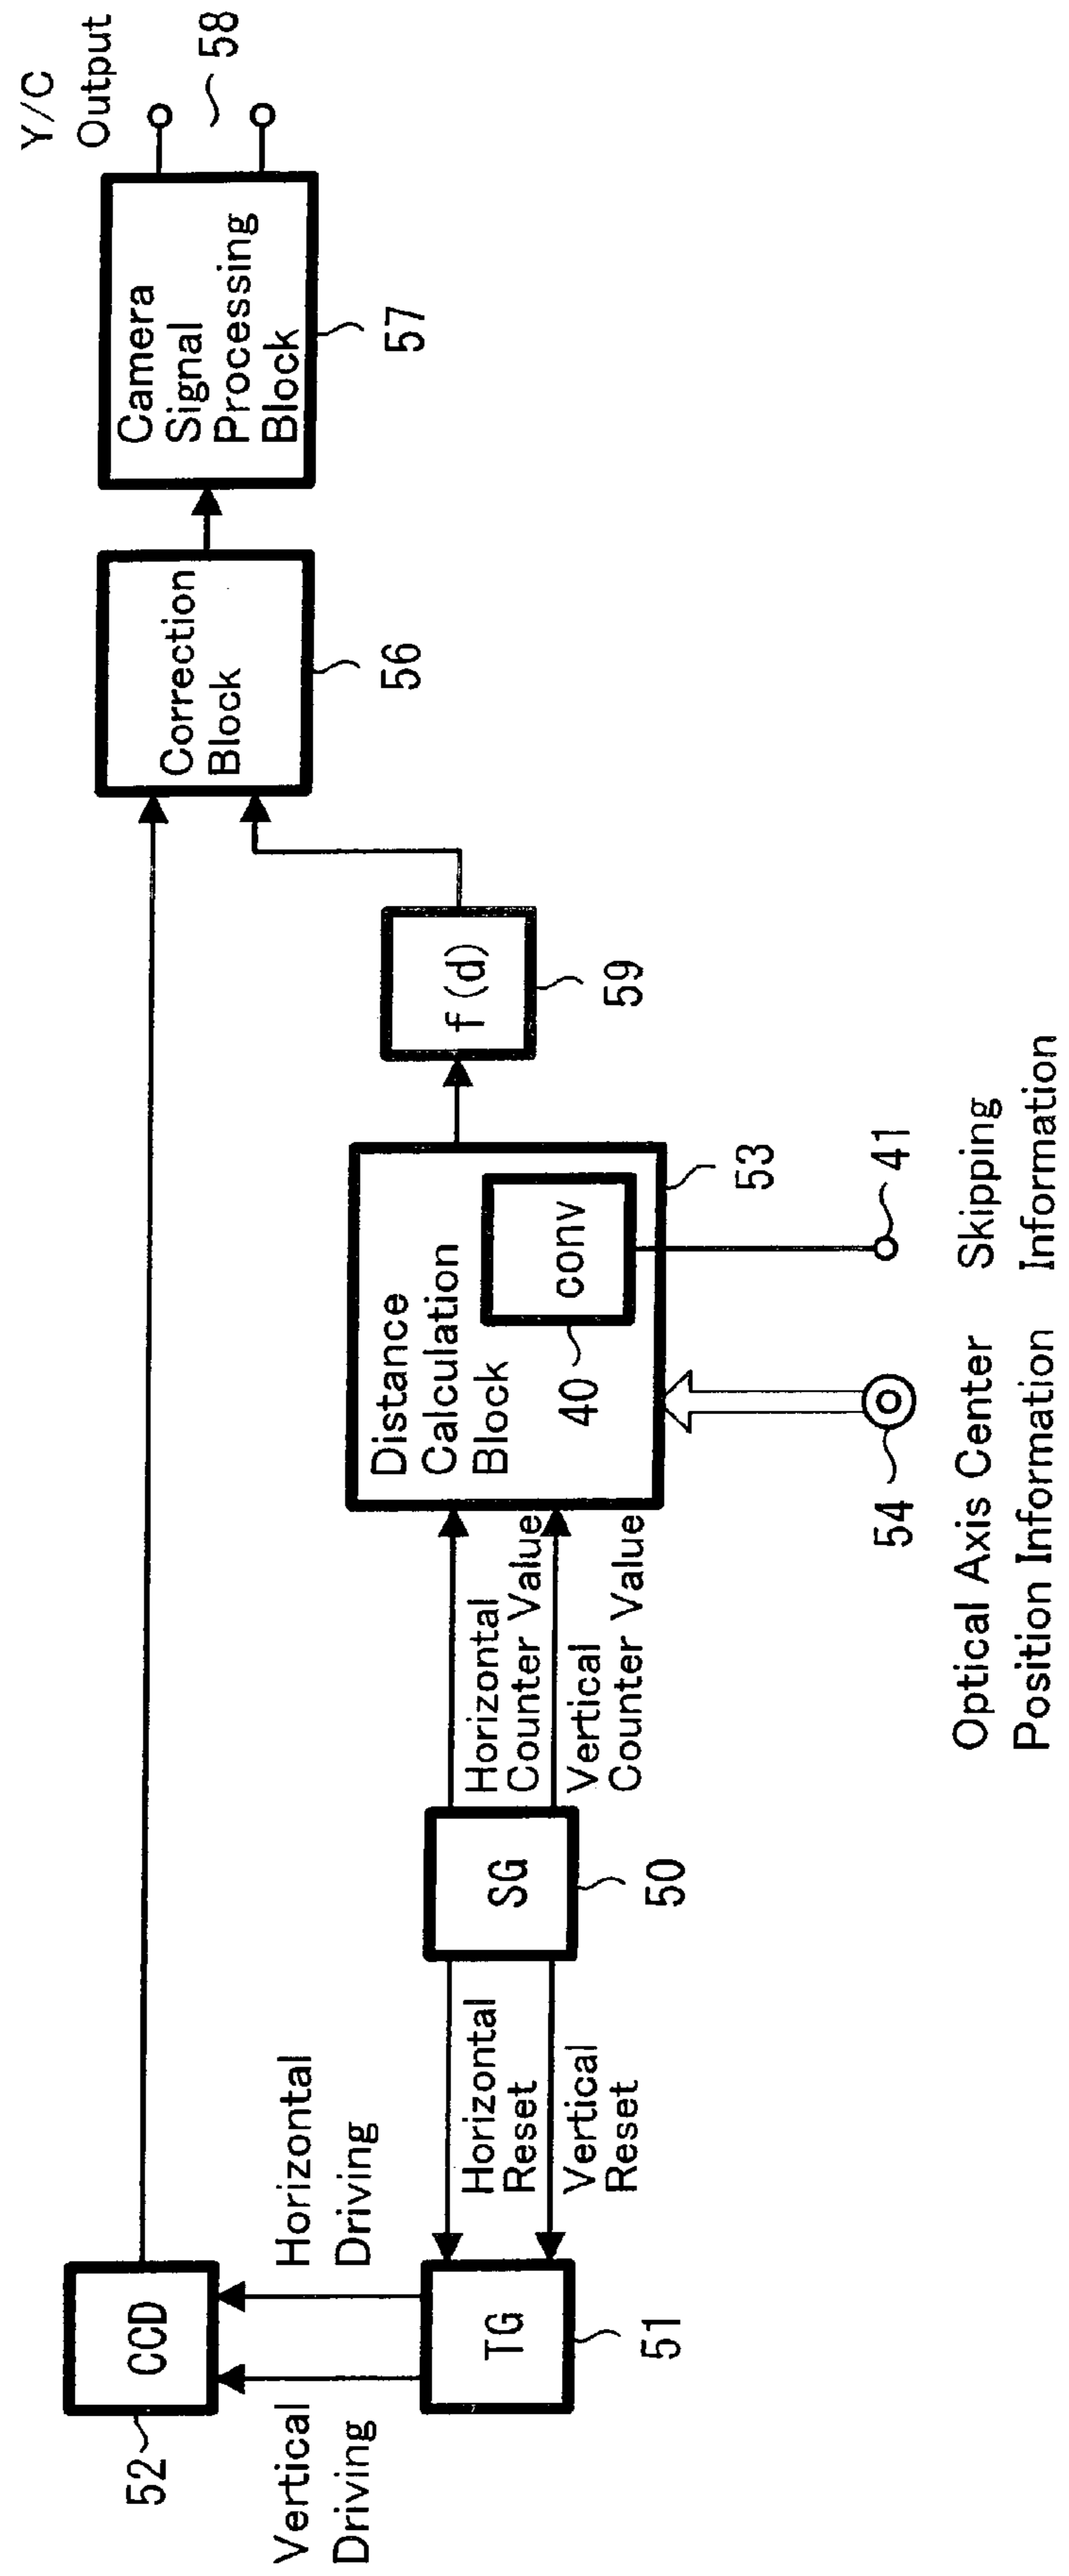 Y/C
Output
58
Camera
Signal
Processing
Block
57
Correction
Block
56
f (d)
59
Distance
Calculation
Block
conv
40
53
41
Skipping
Information
54
Optical Axis Center
Position Information
Horizontal
Counter Value
Vertical
Counter Value
SG
50
Horizontal
Reset
Vertical
Reset
TG
51
Horizontal
Driving
Vertical
Driving
CCD
52